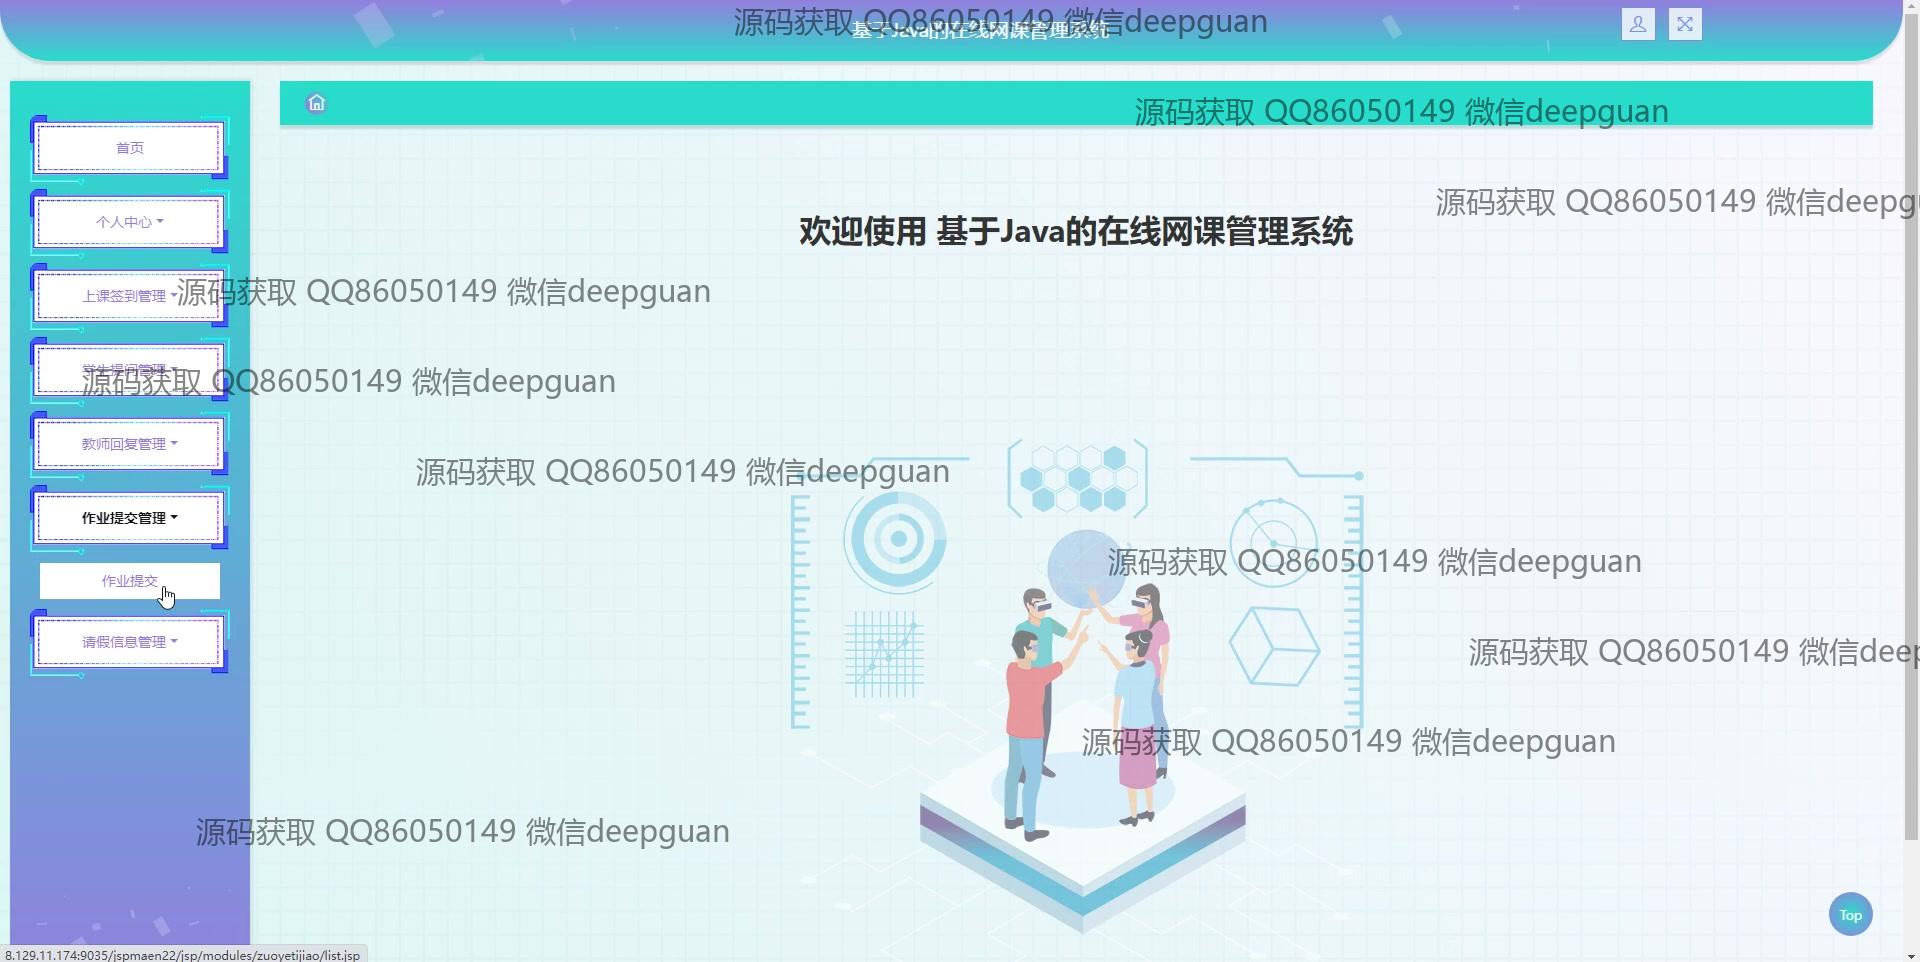 源码获取 QQ86050149 微信deepguan
基于Java的在线网课管理系统
源码获取 QQ86050149 微信deepguan
首页
源码获取 QQ86050149 微信deepgu
个人中心
欢迎使用 基于Java的在线网课管理系统
上课签到管理
源码获取 QQ86050149 微信deepguan
学生提问管理
源码获取 QQ86050149 微信deepguan
教师回复管理
源码获取 QQ86050149 微信deepguan
作业提交管理
源码获取 QQ86050149 微信deepguan
作业提交
请假信息管理
源码获取 QQ86050149 微信deep
源码获取 QQ86050149 微信deepguan
源码获取 QQ86050149 微信deepguan
Top
8.129.11.174:9035/jspmaen22/jsp/modules/zuoyetijiao/list.jsp